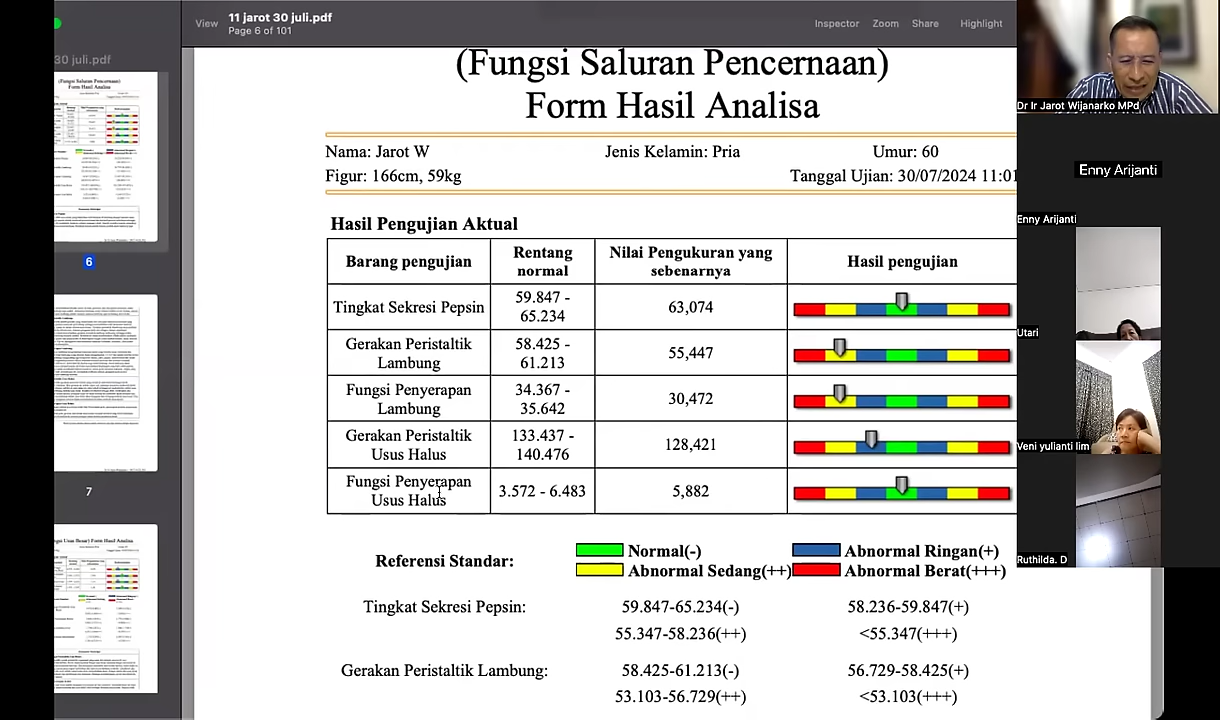 View
11 jarot 30 juli.pdf
Page 6 of 101
Inspector
Zoom
Share
Highlight
30 juli.pdf
6
7
(Fungsi Saluran Pencernaan)
Form Hasil Analisa
Nama: Jarot W Jenis Kelamin: Pria Umur: 60
Figur: 166cm, 59kg Tanggal Ujian: 30/07/2024 11:01
Hasil Pengujian Aktual
Barang pengujian
Rentang
normal
Nilai Pengukuran yang
sebenarnya
Hasil pengujian
Tingkat Sekresi Pepsin
59.847 -
65.234
63,074
Gerakan Peristaltik
Lambung
58.425 -
61.213
55,447
Fungsi Penyerapan
Lambung
34.367 -
35.642
30,472
Gerakan Peristaltik
Usus Halus
133.437 -
140.476
128,421
Fungsi Penyerapan
Usus Halus
3.572 - 6.483
5,882
Referensi Standar:
Normal(-) Abnormal Ringan(+)
Abnormal Sedang(++) Abnormal Berat(+++)
Tingkat Sekresi Pepsin: 59.847-65.234(-) 58.236-59.847(+)
55.347-58.236(++) <55.347(+++)
Gerakan Peristaltik Lambung: 58.425-61.213(-) 56.729-58.425(+)
53.103-56.729(++) <53.103(+++)
Dr Ir Jarot Wijanarko MPd
Enny Arijanti
Enny Arijanti
Utari
Veni yulianti lim
Ruthilda. D